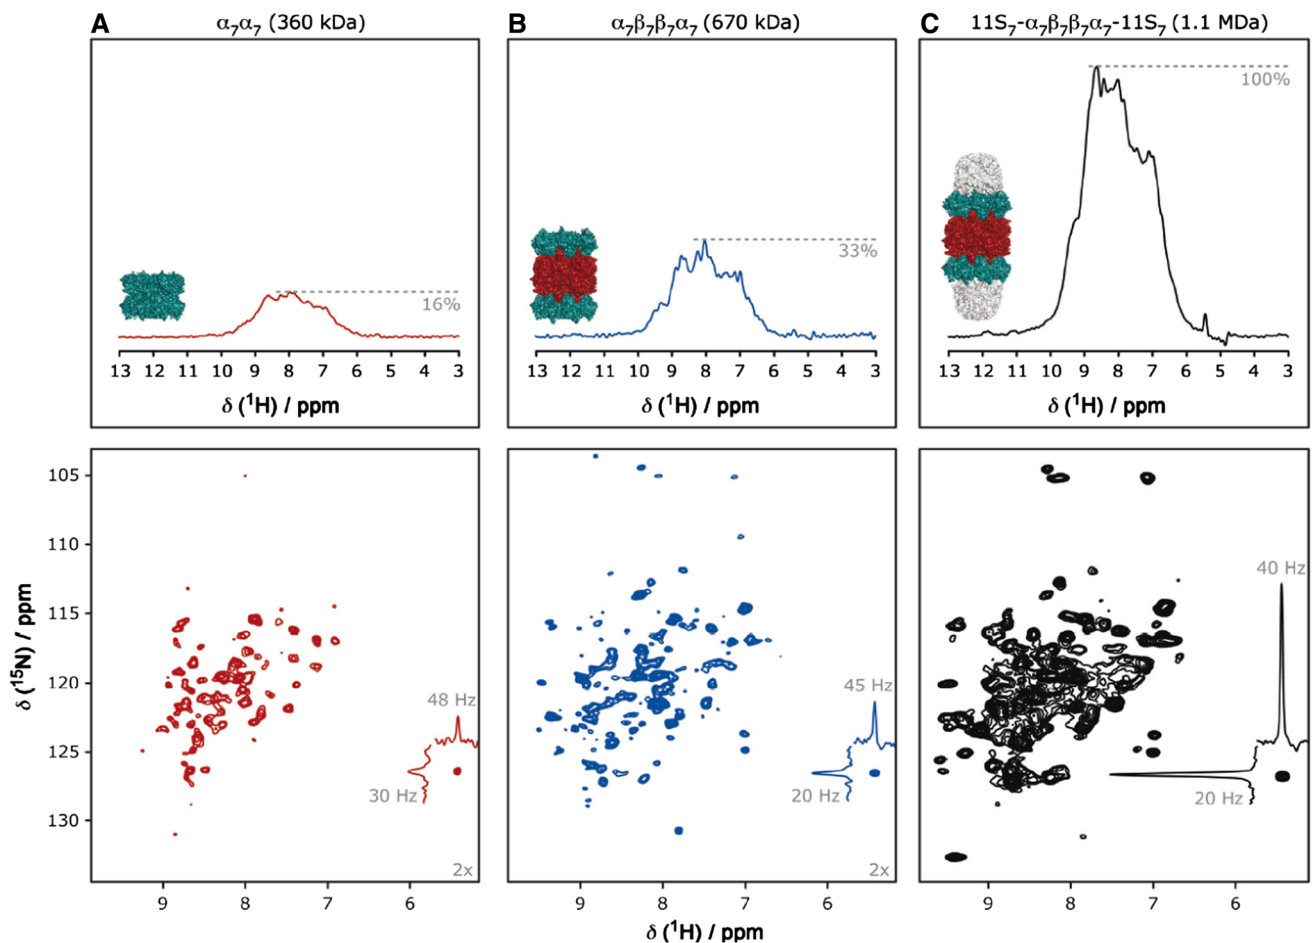 A α₇α₇ (360 kDa) B α₇β₇β₇α₇ (670 kDa) C 11S₇-α₇β₇β₇α₇-11S₇ (1.1 MDa)
16% 33% 100%
13 12 11 10 9 8 7 6 5 4 3 13 12 11 10 9 8 7 6 5 4 3 13 12 11 10 9 8 7 6 5 4 3
δ (¹H) / ppm δ (¹H) / ppm δ (¹H) / ppm
δ (¹⁵N) / ppm
105
110
115
120
125
130
48 Hz
30 Hz
2x
45 Hz
20 Hz
2x
40 Hz
20 Hz
9 8 7 6 9 8 7 6 9 8 7 6
δ (¹H) / ppm